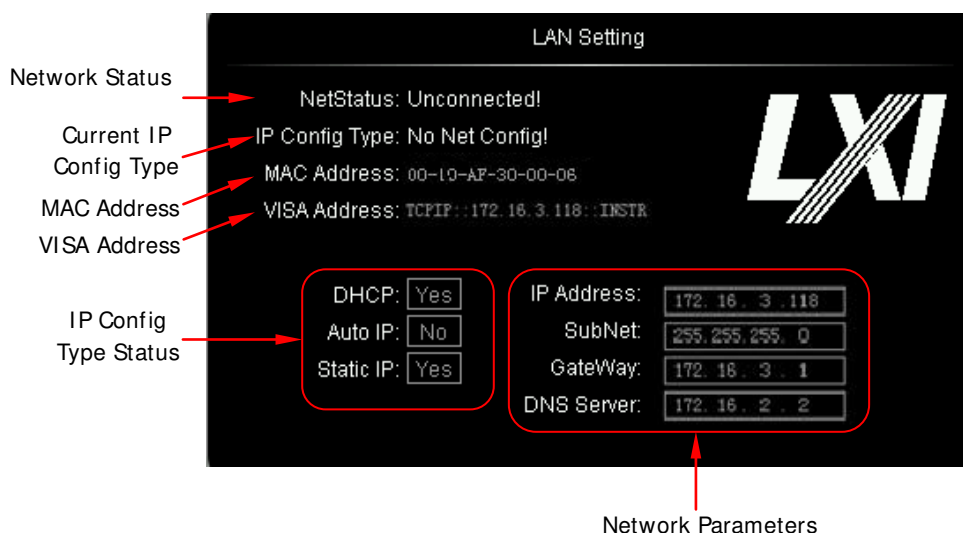 LAN Setting
Network Status
NetStatus: Unconnected!
Current IP
Config Type
IP Config Type: No Net Config!
MAC Address
MAC Address: 00-19-AF-30-00-06
VISA Address
VISA Address: TCPIP::172.16.3.118::INSTR
LXI
IP Config
Type Status
DHCP: Yes
Auto IP: No
Static IP: Yes
IP Address: 172. 16. 3 .118
SubNet: 255.255.255. 0
GateWay: 172. 16. 3 . 1
DNS Server: 172. 16. 2 . 2
Network Parameters